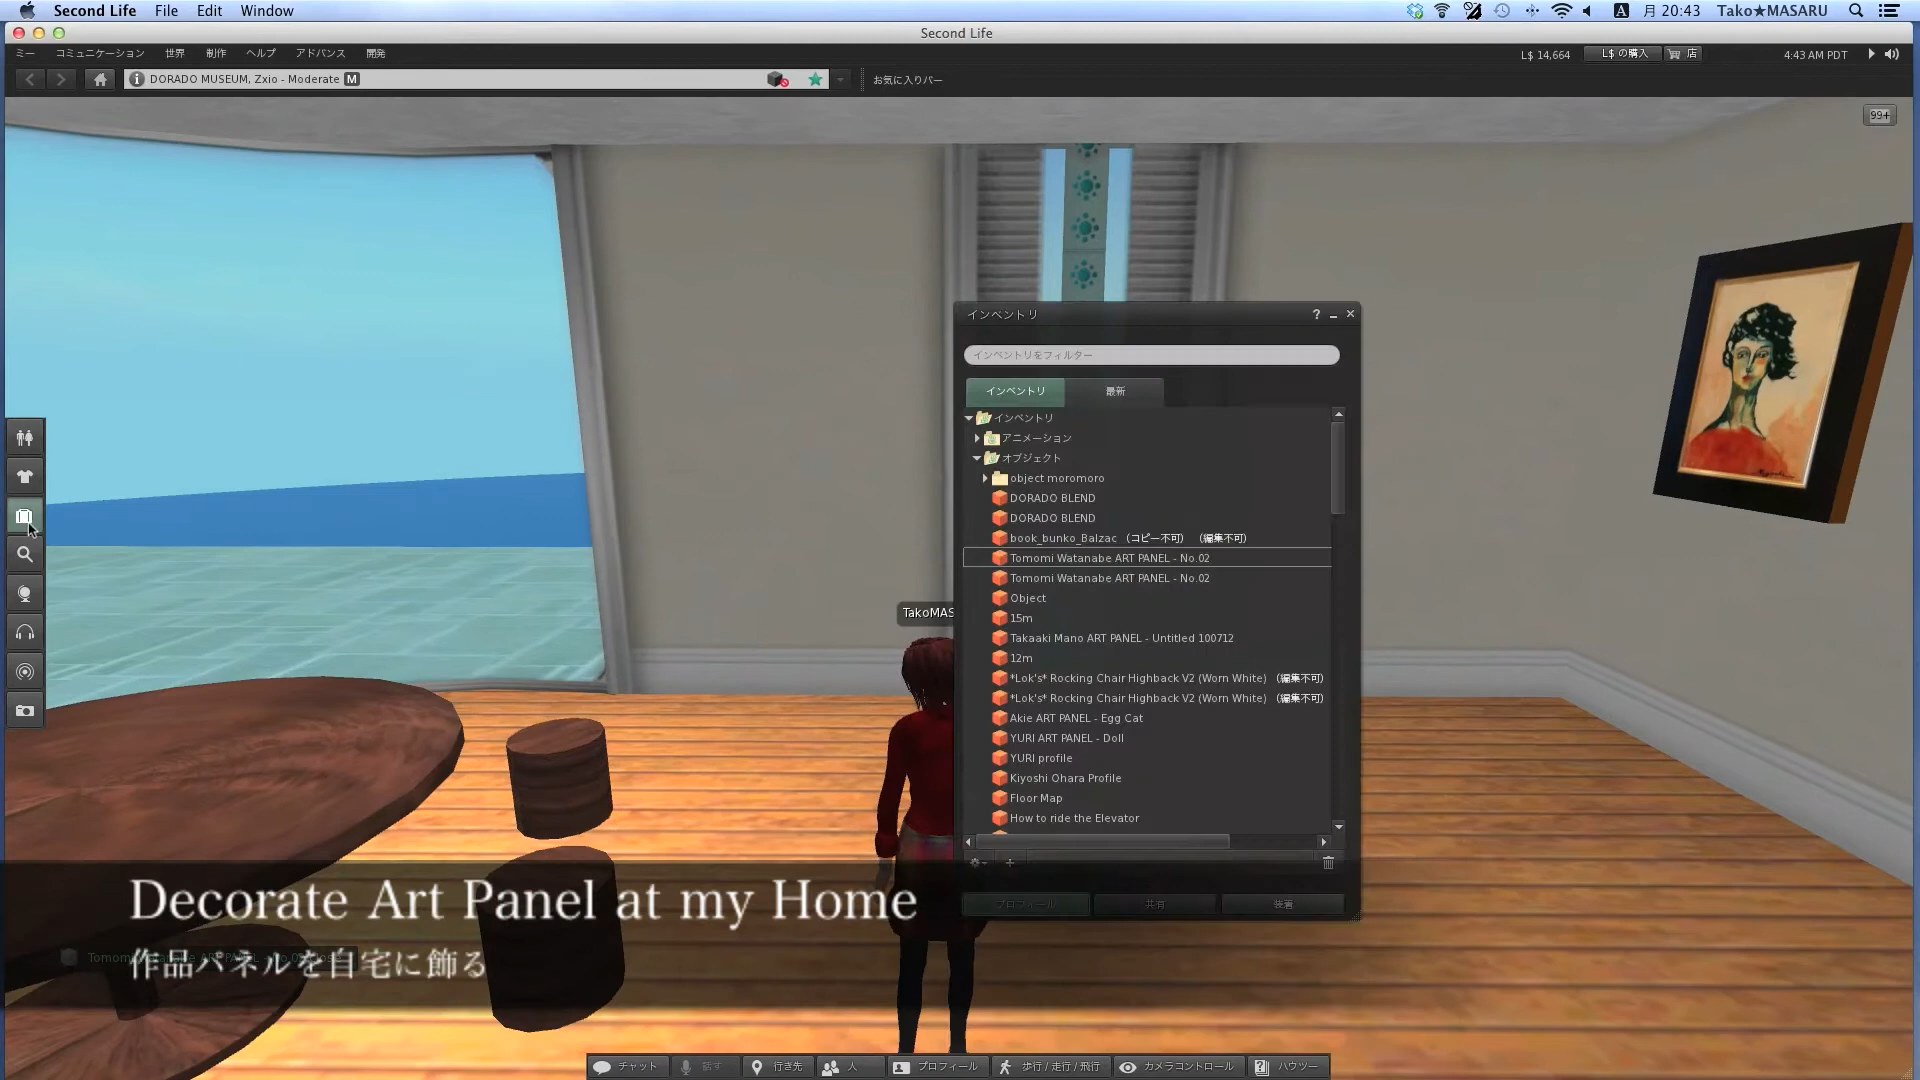 Second Life File Edit Window
月 20:43 Tako★MASARU
Second Life
ミー コミュニケーション 世界 制作 ヘルプ アドバンス 開発
L$ 14,664 L$ の購入 店 4:43 AM PDT
DORADO MUSEUM, Zxio - Moderate M
お気に入りバー
99+
インベントリ
インベントリをフィルター
インベントリ 最新
インベントリ
アニメーション
オブジェクト
object moromoro
DORADO BLEND
DORADO BLEND
book_bunko_Balzac (コピー不可) (編集不可)
Tomomi Watanabe ART PANEL - No.02
Tomomi Watanabe ART PANEL - No.02
Object
15m
Takaaki Mano ART PANEL - Untitled 100712
12m
*Lok's* Rocking Chair Highback V2 (Worn White) (編集不可)
*Lok's* Rocking Chair Highback V2 (Worn White) (編集不可)
Akie ART PANEL - Egg Cat
YURI ART PANEL - Doll
YURI profile
Kiyoshi Ohara Profile
Floor Map
How to ride the Elevator
プロフィール 共有 装着
TakoMAS
Decorate Art Panel at my Home
作品パネルを自宅に飾る
チャット 話す 行き先 人 プロフィール 歩行 / 走行 / 飛行 カメラコントロール ハウツー